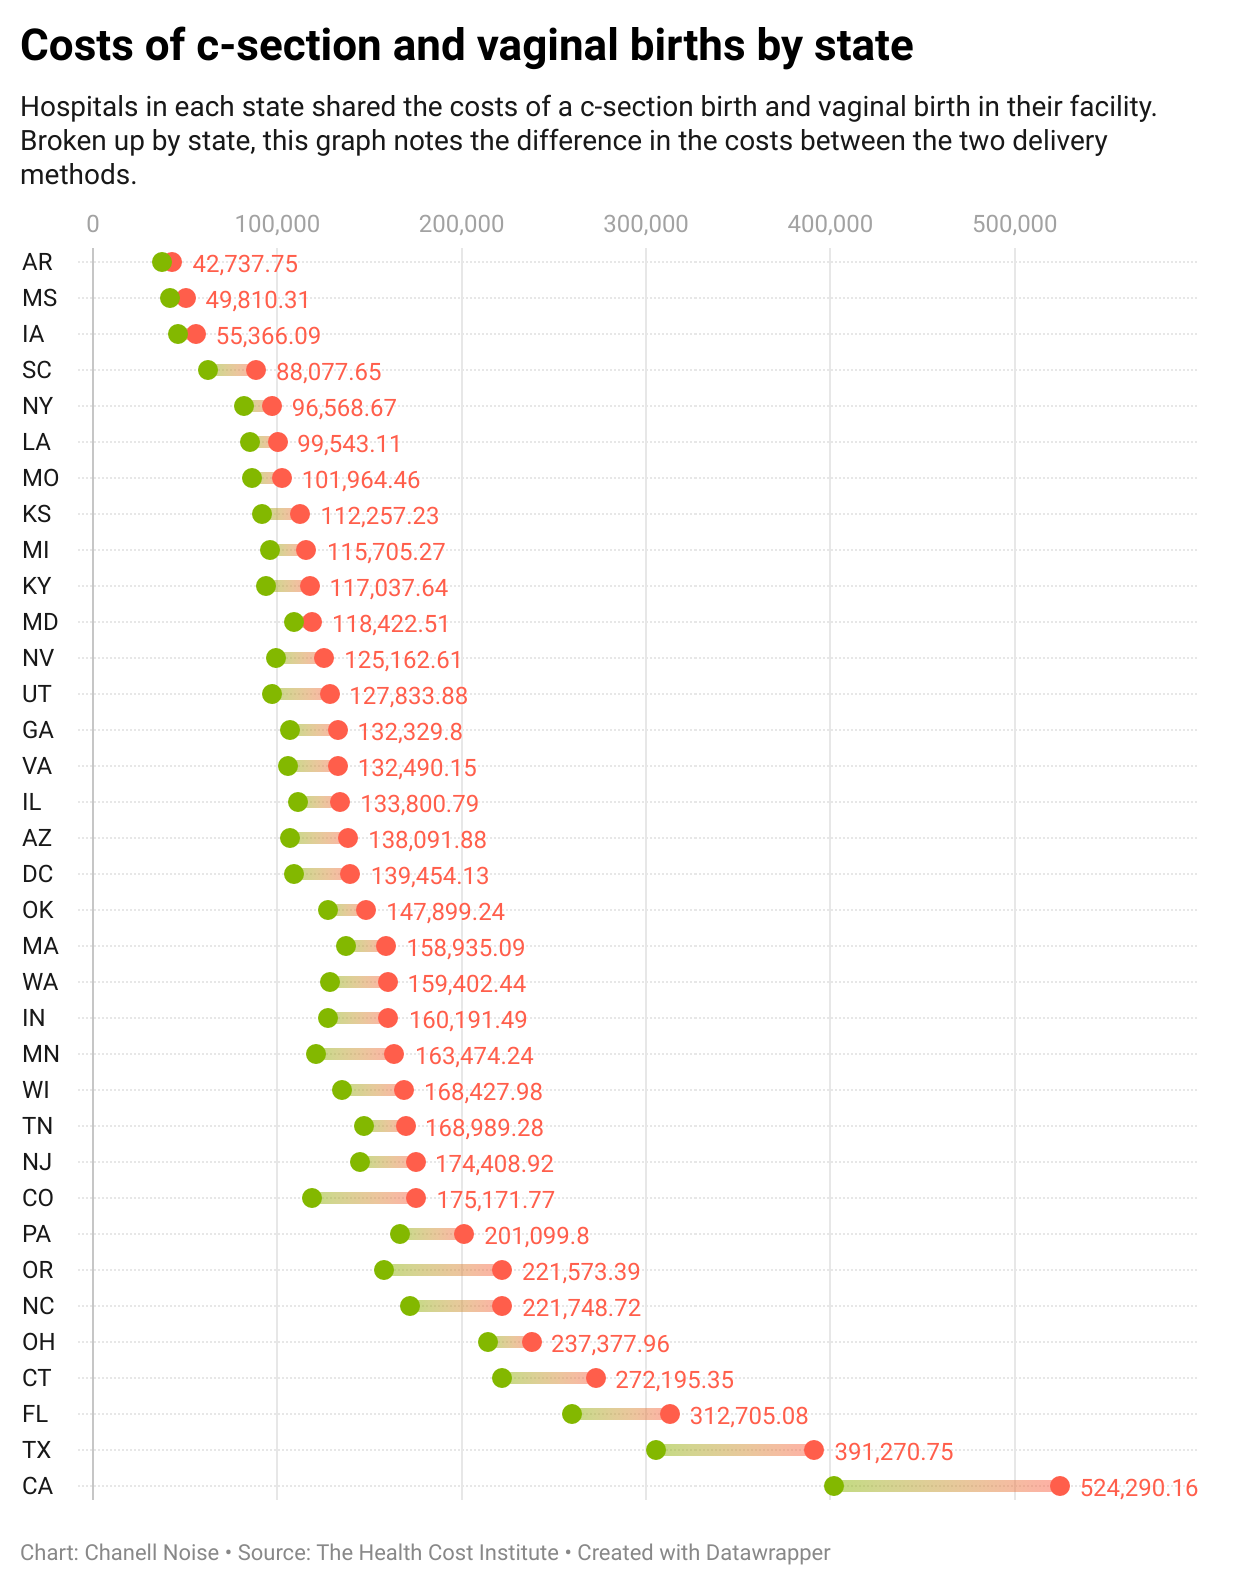 Costs of c-section and vaginal births by state
Hospitals in each state shared the costs of a c-section birth and vaginal birth in their facility.
Broken up by state, this graph notes the difference in the costs between the two delivery
methods.
0 100,000 200,000 300,000 400,000 500,000
AR 42,737.75
MS 49,810.31
IA 55,366.09
SC 88,077.65
NY 96,568.67
LA 99,543.11
MO 101,964.46
KS 112,257.23
MI 115,705.27
KY 117,037.64
MD 118,422.51
NV 125,162.61
UT 127,833.88
GA 132,329.8
VA 132,490.15
IL 133,800.79
AZ 138,091.88
DC 139,454.13
OK 147,899.24
MA 158,935.09
WA 159,402.44
IN 160,191.49
MN 163,474.24
WI 168,427.98
TN 168,989.28
NJ 174,408.92
CO 175,171.77
PA 201,099.8
OR 221,573.39
NC 221,748.72
OH 237,377.96
CT 272,195.35
FL 312,705.08
TX 391,270.75
CA 524,290.16
Chart: Chanell Noise • Source: The Health Cost Institute • Created with Datawrapper